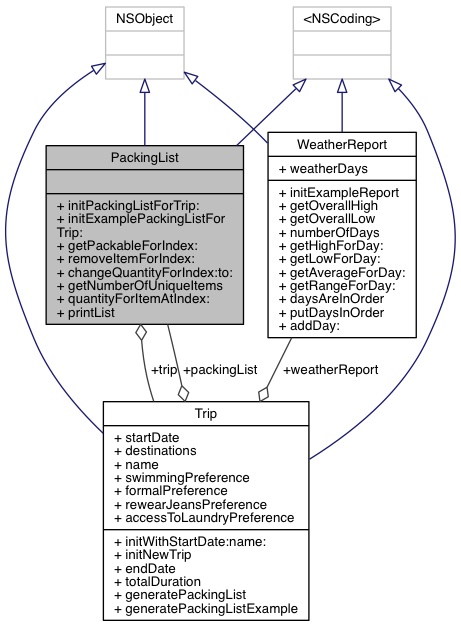 NSObject
<NSCoding>
PackingList
+ initPackingListForTrip:
+ initExamplePackingListFor
Trip:
+ getPackableForIndex:
+ removeItemForIndex:
+ changeQuantityForIndex:to:
+ getNumberOfUniqueItems
+ quantityForItemAtIndex:
+ printList
WeatherReport
+ weatherDays
+ initExampleReport
+ getOverallHigh
+ getOverallLow
+ numberOfDays
+ getHighForDay:
+ getLowForDay:
+ getAverageForDay:
+ getRangeForDay:
+ daysAreInOrder
+ putDaysInOrder
+ addDay:
+trip
+packingList
+weatherReport
Trip
+ startDate
+ destinations
+ name
+ swimmingPreference
+ formalPreference
+ rewearJeansPreference
+ accessToLaundryPreference
+ initWithStartDate:name:
+ initNewTrip
+ endDate
+ totalDuration
+ generatePackingList
+ generatePackingListExample